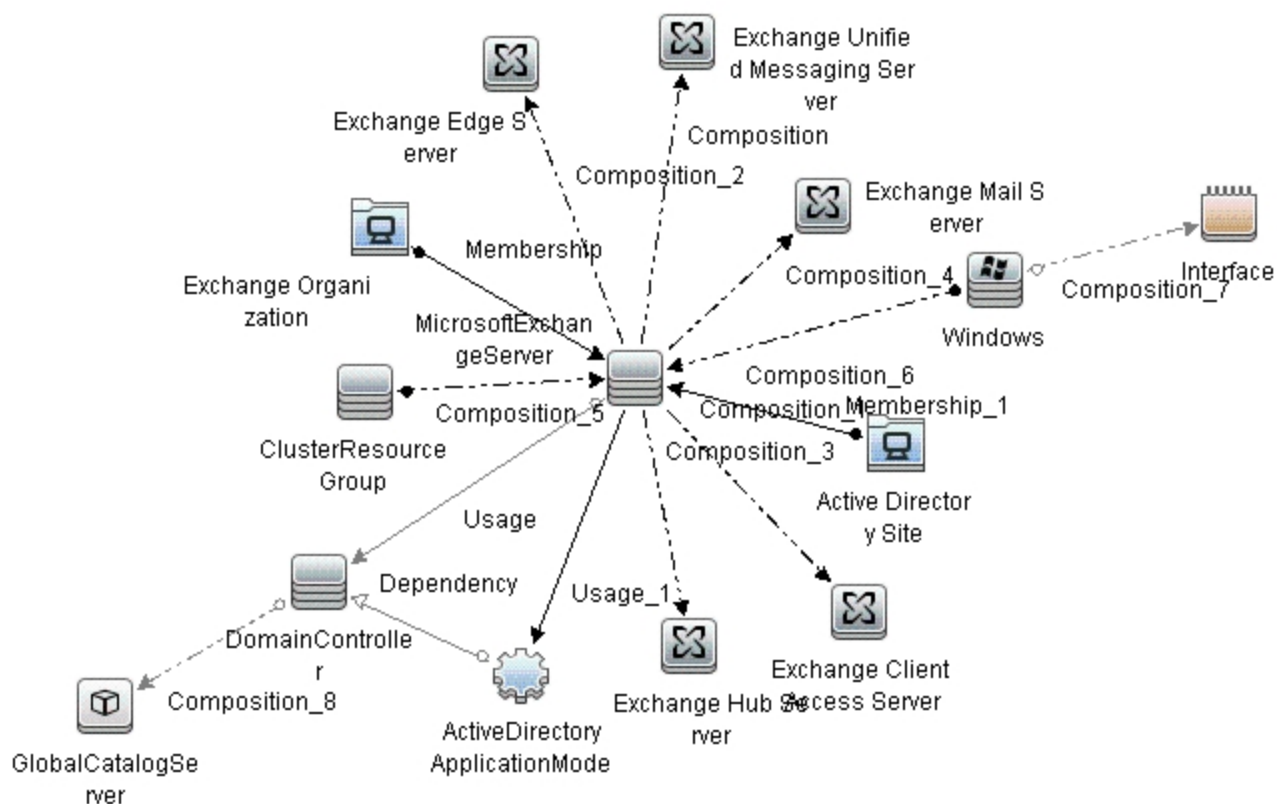 Exchange Unifie
d Messaging Ser
ver
Exchange Edge S
erver
Composition
Composition_2
Exchange Mail S
erver
Membership
Composition_4
Interface
Composition_7
Exchange Organi
zation
MicrosoftExchan
geServer
Windows
Composition_6
Composition_5
Composition_1
Membership_1
ClusterResource
Group
Composition_3
Active Director
y Site
Usage
Dependency
Usage_1
DomainControlle
r
Composition_8
Exchange Client
Access Server
Exchange Hub Se
rver
ActiveDirectory
ApplicationMode
GlobalCatalogSe
rver